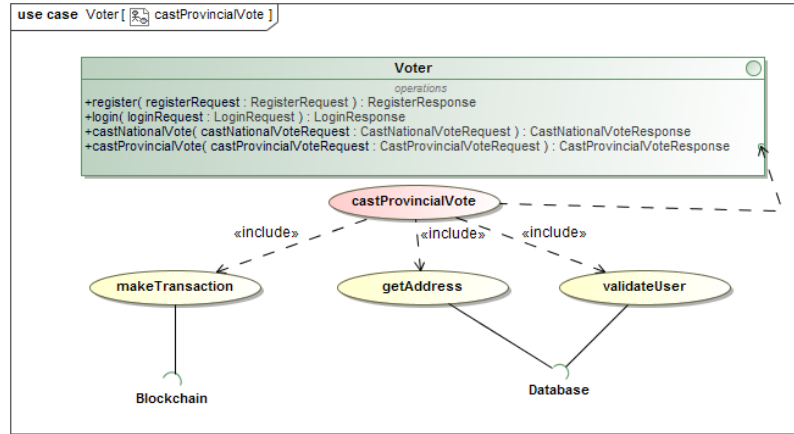 use case Voter [ castProvincialVote ]
Voter
operations
+register( registerRequest : RegisterRequest ) : RegisterResponse
+login( loginRequest : LoginRequest ) : LoginResponse
+castNationalVote( castNationalVoteRequest : CastNationalVoteRequest ) : CastNationalVoteResponse
+castProvincialVote( castProvincialVoteRequest : CastProvincialVoteRequest ) : CastProvincialVoteResponse
castProvincialVote
«include» «include» «include»
makeTransaction getAddress validateUser
Blockchain Database